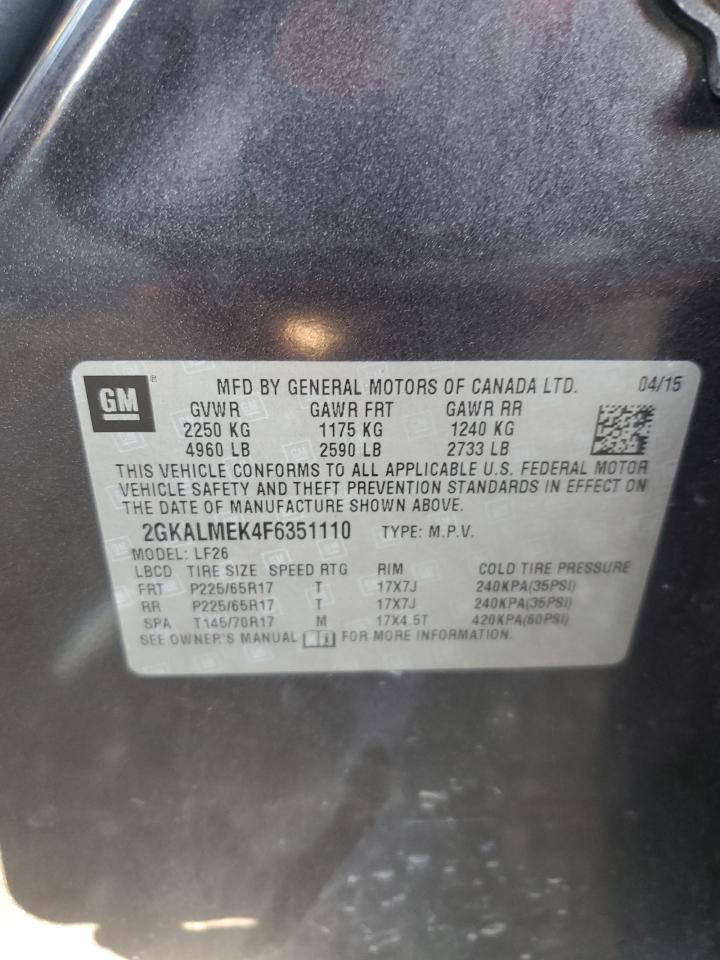 GM ® MFD BY GENERAL MOTORS OF CANADA LTD. 04/15
GVWR GAWR FRT GAWR RR
2250 KG 1175 KG 1240 KG
4960 LB 2590 LB 2733 LB
THIS VEHICLE CONFORMS TO ALL APPLICABLE U.S. FEDERAL MOTOR
VEHICLE SAFETY AND THEFT PREVENTION STANDARDS IN EFFECT ON
THE DATE OF MANUFACTURE SHOWN ABOVE.
2GKALMEK4F6351110 TYPE: M.P.V.
MODEL: LF26
LBCD TIRE SIZE SPEED RTG RIM COLD TIRE PRESSURE
FRT P225/65R17 T 17X7J 240KPA(35PSI)
RR P225/65R17 T 17X7J 240KPA(35PSI)
SPA T145/70R17 M 17X4.5T 420KPA(60PSI)
SEE OWNER'S MANUAL FOR MORE INFORMATION.